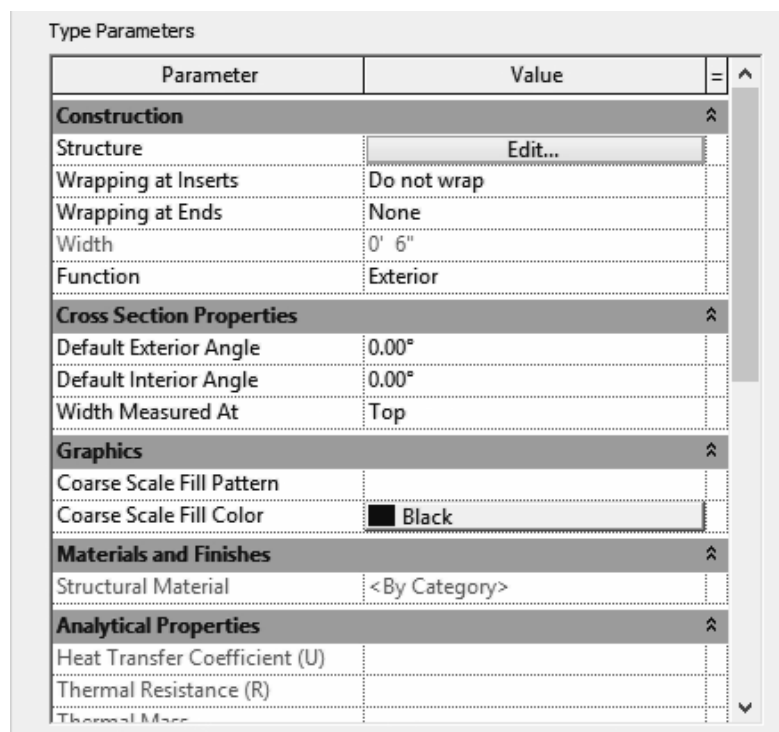 Type Parameters
Parameter Value =
Construction
Structure Edit...
Wrapping at Inserts Do not wrap
Wrapping at Ends None
Width 0' 6"
Function Exterior
Cross Section Properties
Default Exterior Angle 0.00°
Default Interior Angle 0.00°
Width Measured At Top
Graphics
Coarse Scale Fill Pattern
Coarse Scale Fill Color Black
Materials and Finishes
Structural Material <By Category>
Analytical Properties
Heat Transfer Coefficient (U)
Thermal Resistance (R)
Thermal Mass